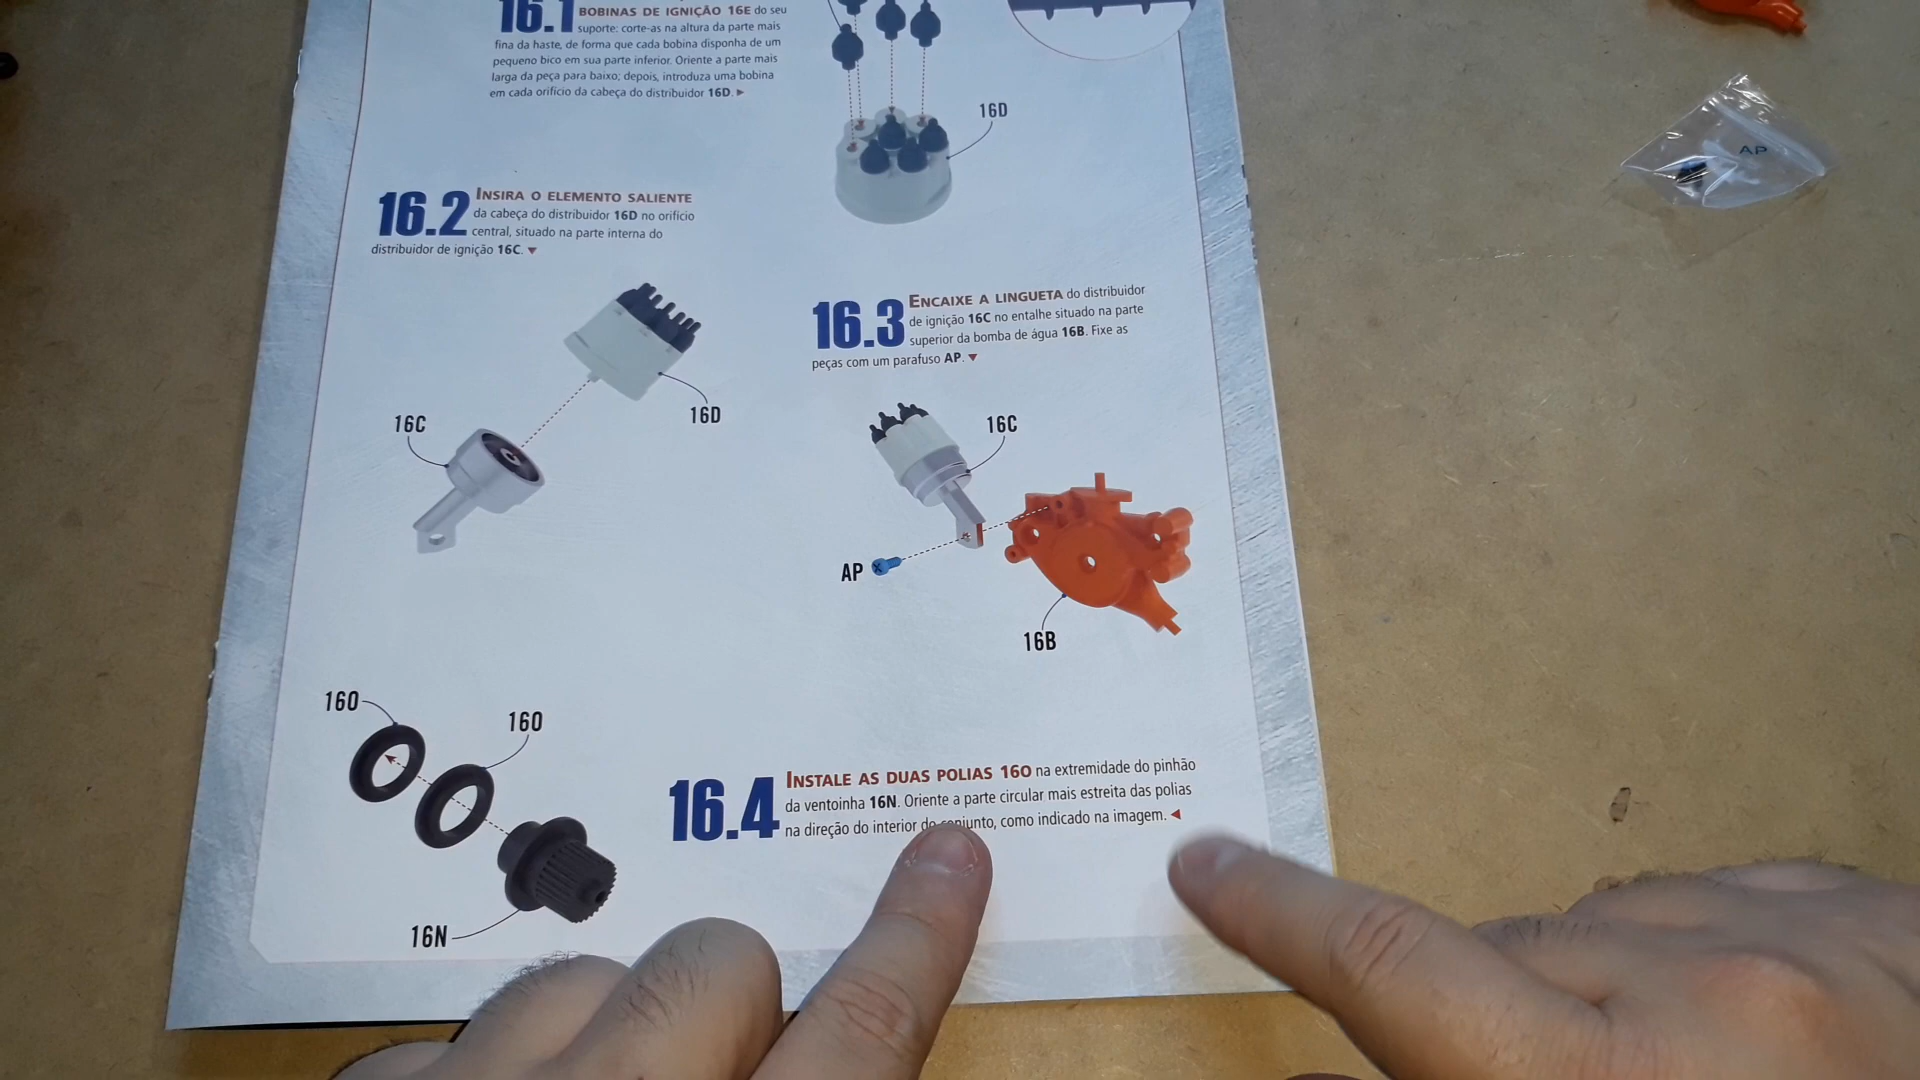 16.1 BOBINAS DE IGNIÇÃO 16E do seu
suporte: corte-as na altura da parte mais
fina da haste, de forma que cada bobina disponha de um
pequeno bico em sua parte inferior. Oriente a parte mais
larga da peça para baixo; depois, introduza uma bobina
em cada orifício da cabeça do distribuidor 16D.
16D
AP
16.2 INSIRA O ELEMENTO SALIENTE
da cabeça do distribuidor 16D no orifício
central, situado na parte interna do
distribuidor de ignição 16C.
16C
16D
16.3 ENCAIXE A LINGUETA do distribuidor
de ignição 16C no entalhe situado na parte
superior da bomba de água 16B. Fixe as
peças com um parafuso AP.
16C
AP
16B
16O
16O
16N
16.4 INSTALE AS DUAS POLIAS 16O na extremidade do pinhão
da ventoinha 16N. Oriente a parte circular mais estreita das polias
na direção do interior do conjunto, como indicado na imagem.